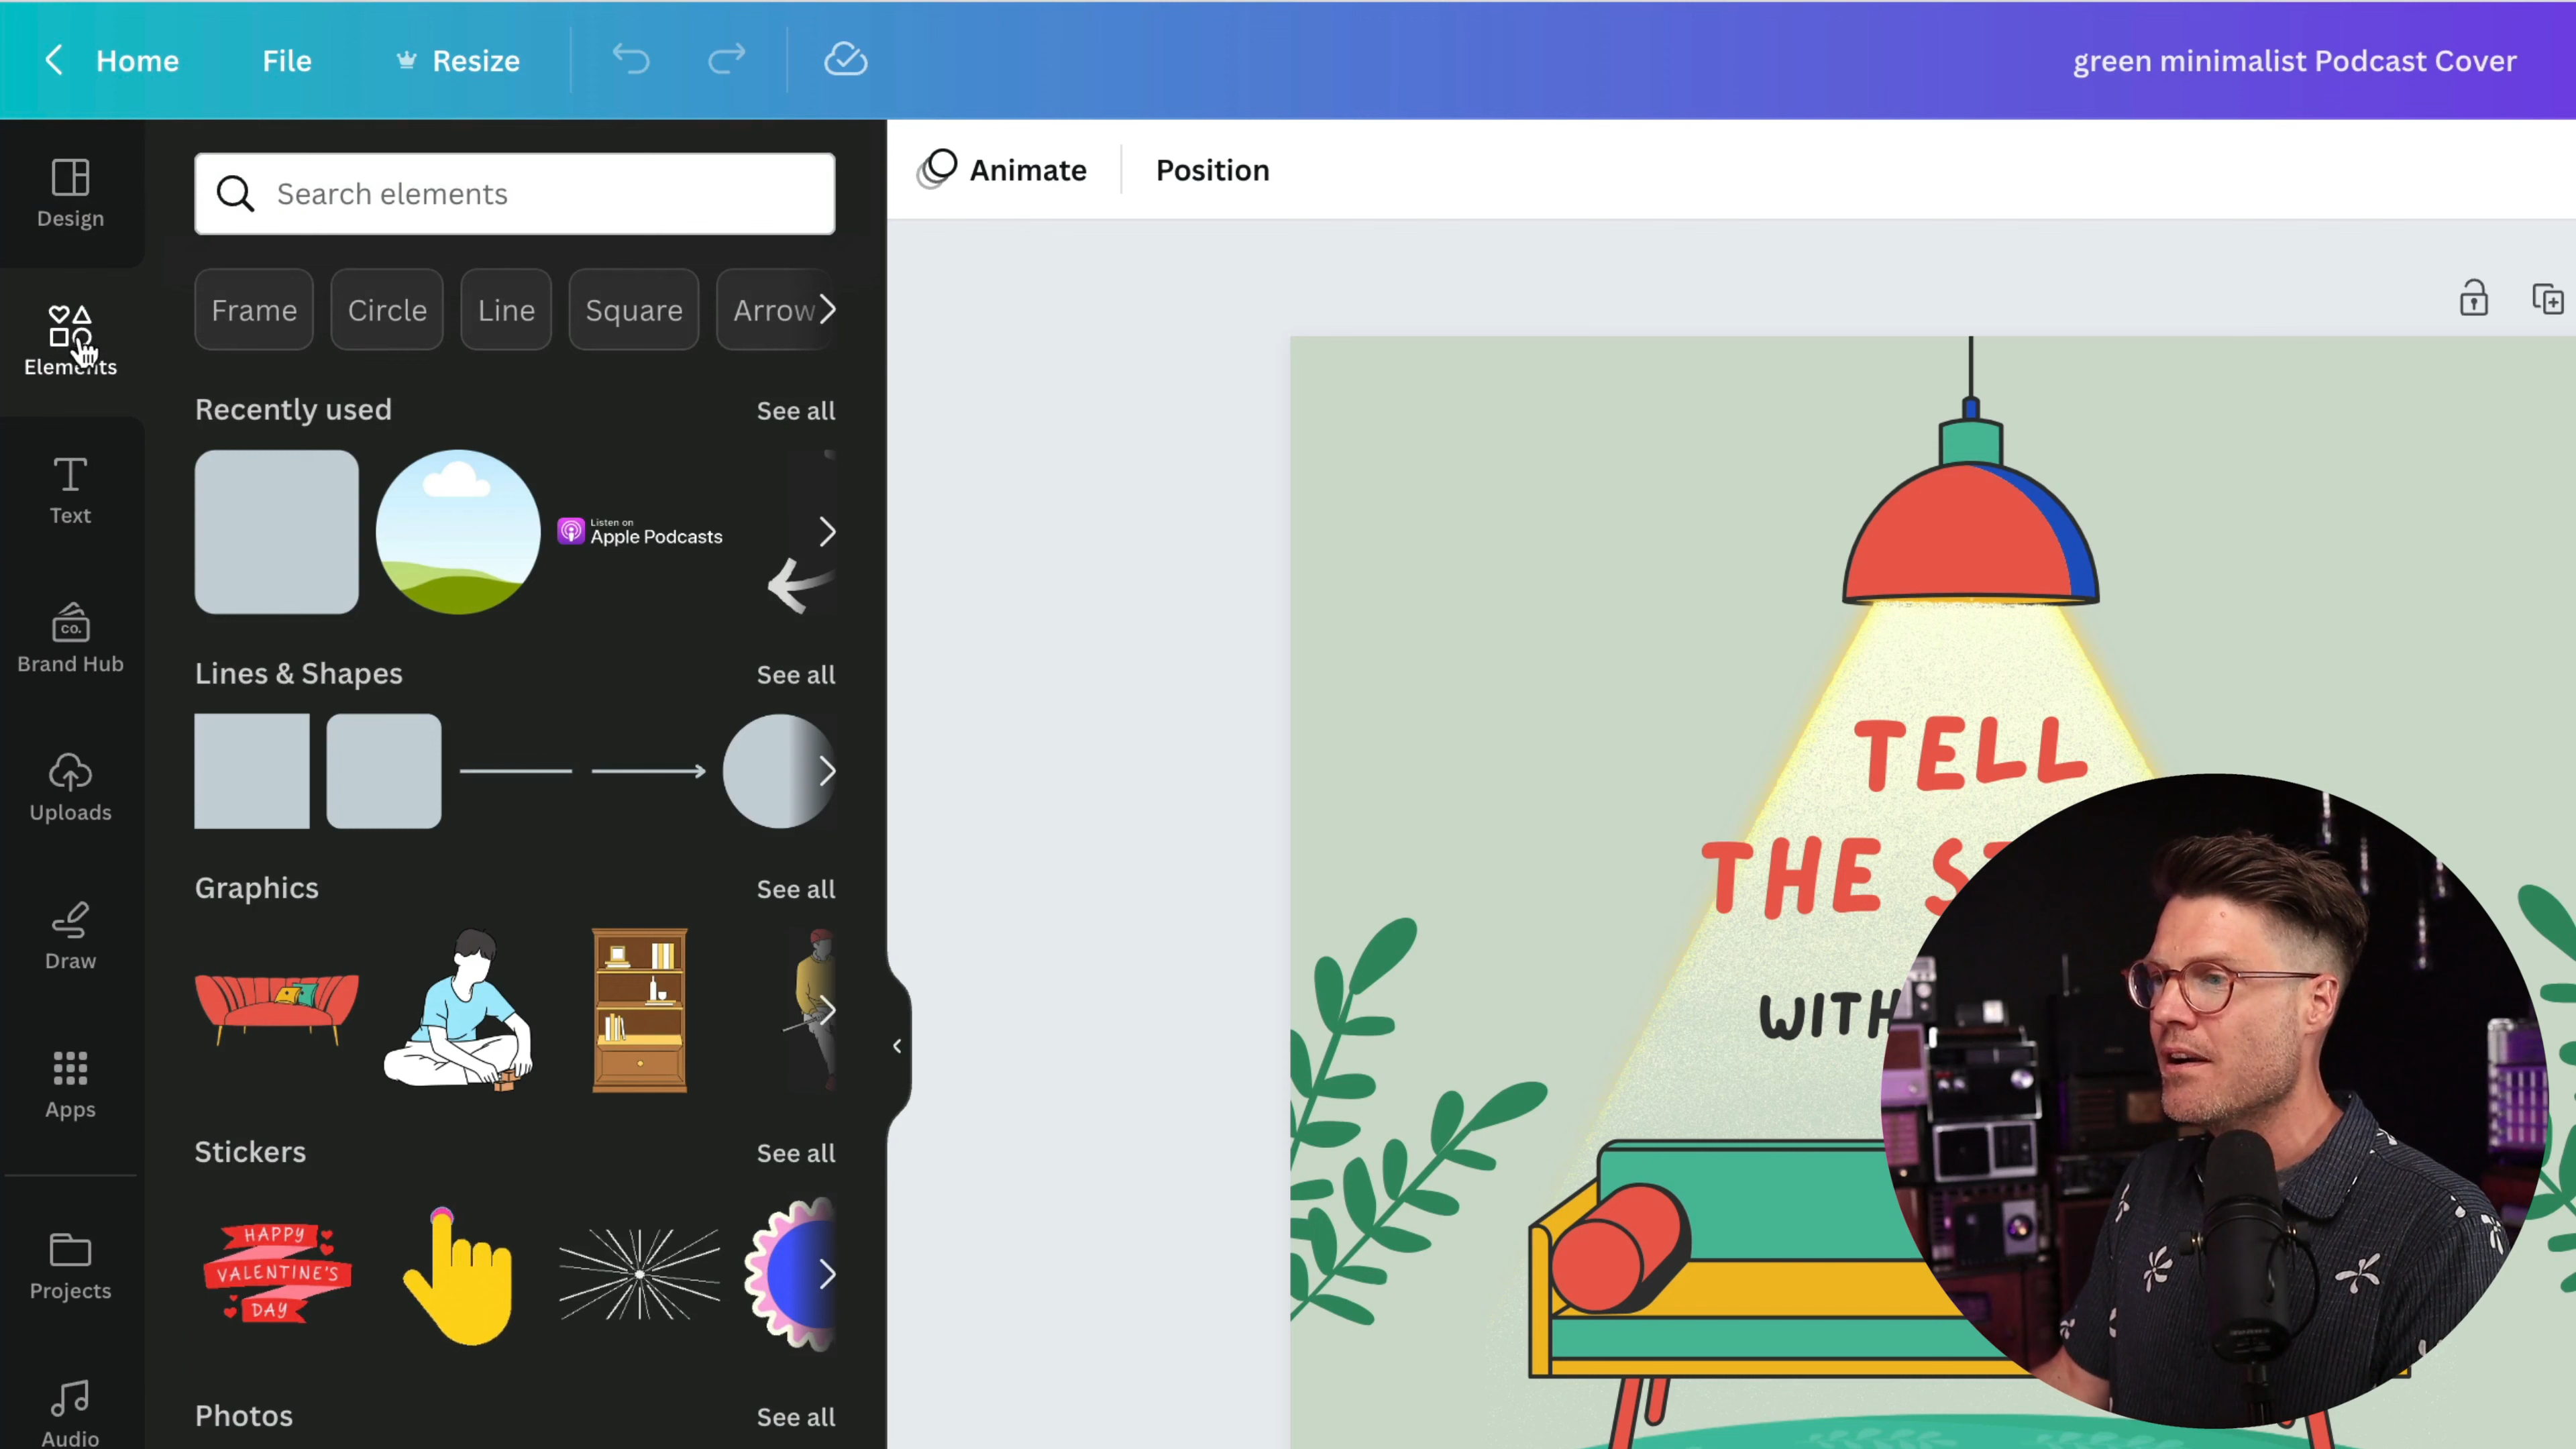 Home File Resize green minimalist Podcast Cover
Design
Elements
Text
CO.
Brand Hub
Uploads
Draw
Apps
Projects
Audio
Search elements
Frame Circle Line Square Arrow
Recently used See all
Listen on
Apple Podcasts
Lines & Shapes See all
Graphics See all
Stickers See all
HAPPY
VALENTINE'S
DAY
Photos See all
Animate Position
TELL
THE S
WITH